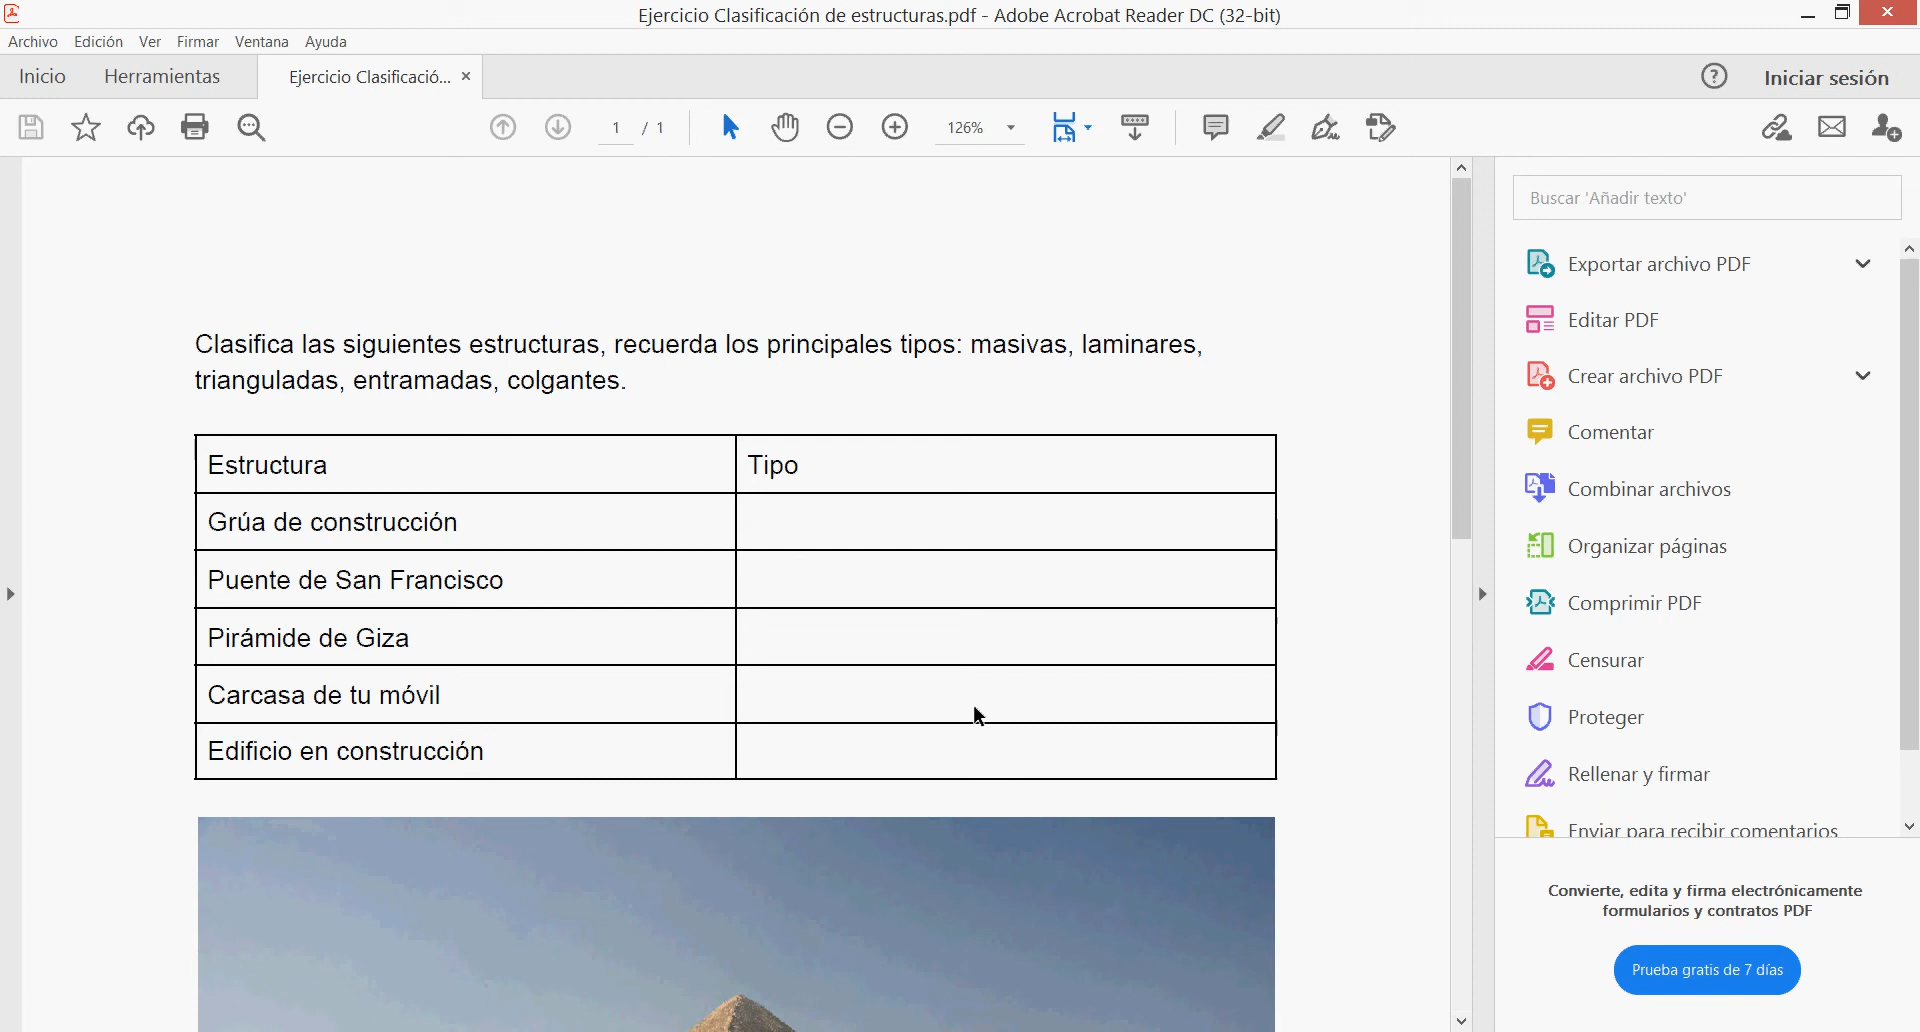 Ejercicio Clasificación de estructuras.pdf - Adobe Acrobat Reader DC (32-bit)
Archivo Edición Ver Firmar Ventana Ayuda
Inicio Herramientas Ejercicio Clasificació... × Iniciar sesión
1 / 1 126%
Buscar 'Añadir texto'
Exportar archivo PDF
Editar PDF
Crear archivo PDF
Comentar
Combinar archivos
Organizar páginas
Comprimir PDF
Censurar
Proteger
Rellenar y firmar
Enviar para recibir comentarios
Convierte, edita y firma electrónicamente
formularios y contratos PDF
Prueba gratis de 7 días
Clasifica las siguientes estructuras, recuerda los principales tipos: masivas, laminares,
trianguladas, entramadas, colgantes.
Estructura Tipo
Grúa de construcción
Puente de San Francisco
Pirámide de Giza
Carcasa de tu móvil
Edificio en construcción